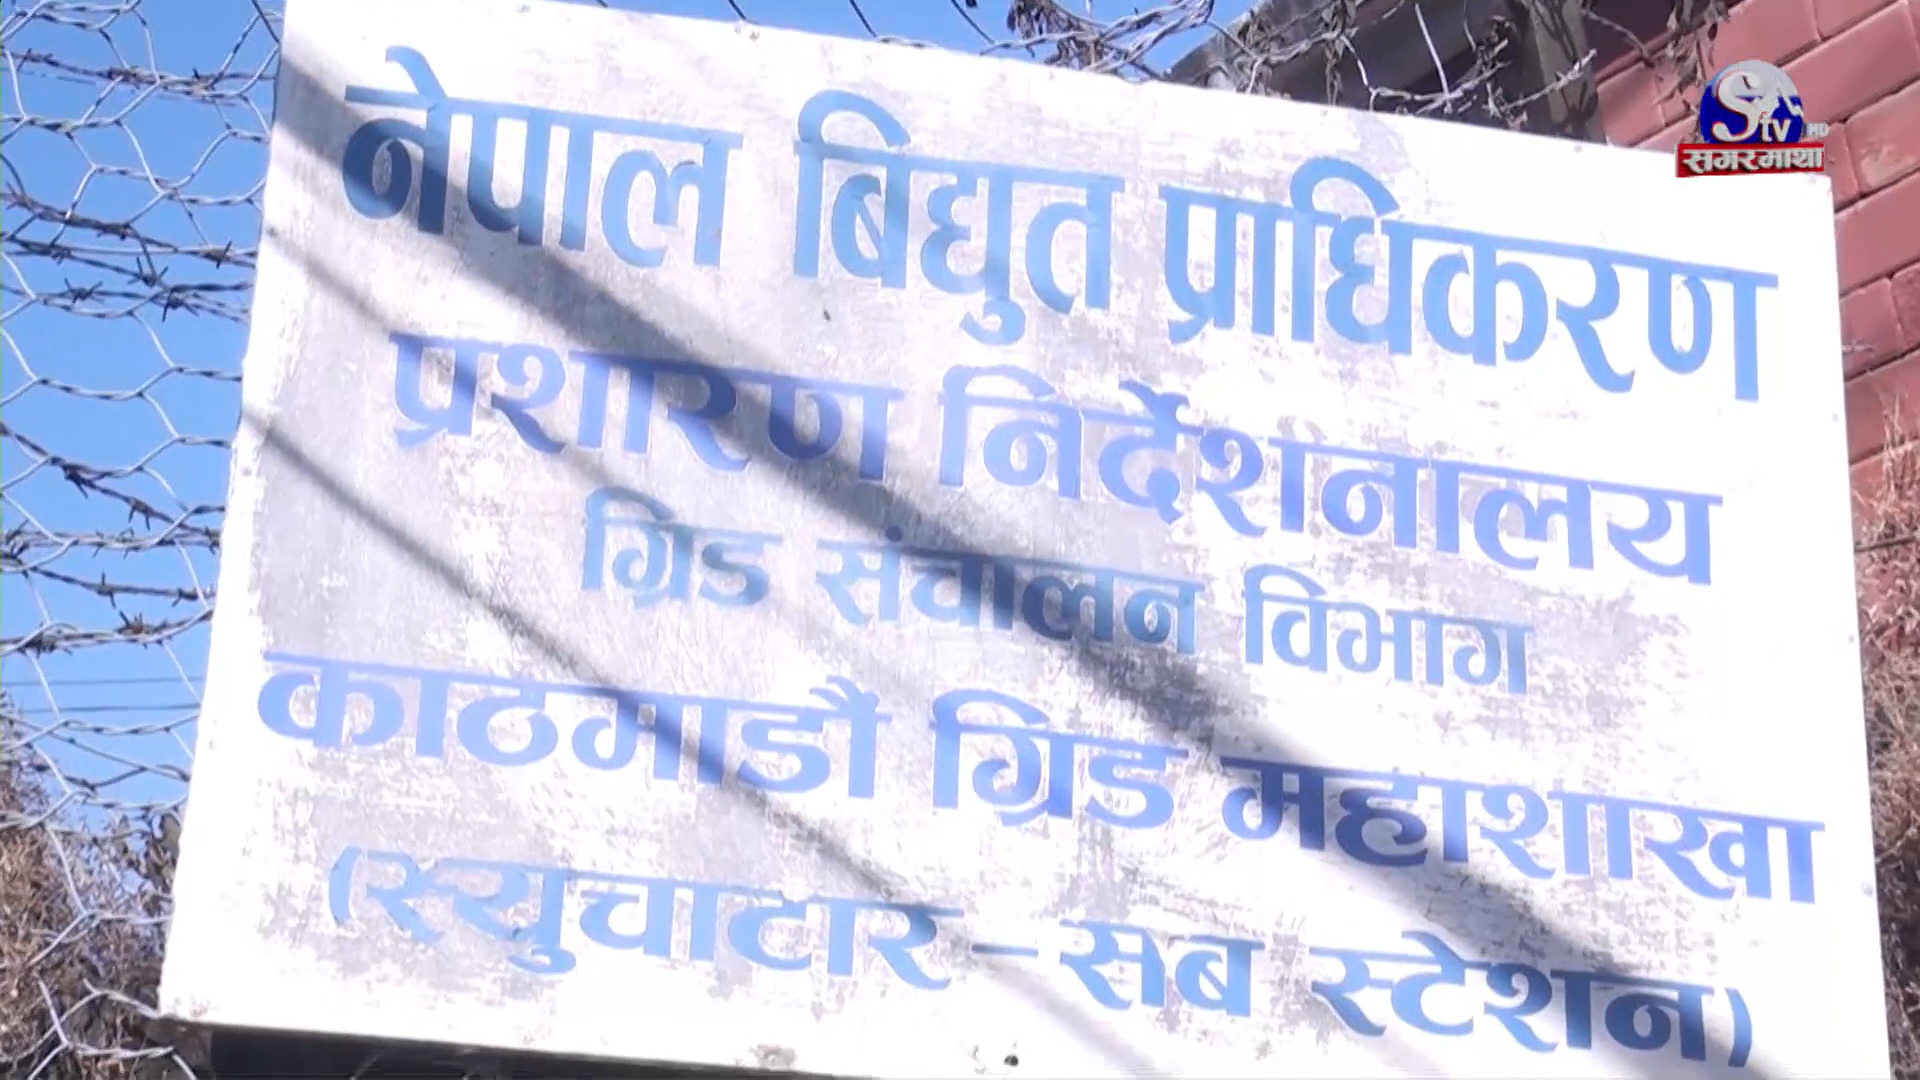 नेपाल बिद्युत प्राधिकरण
प्रशारण निर्देशनालय
ग्रिड संचालन विभाग
काठमाडौं ग्रिड महाशाखा
(स्युचाटार - सब स्टेशन)
S tv HD
सगरमाथा